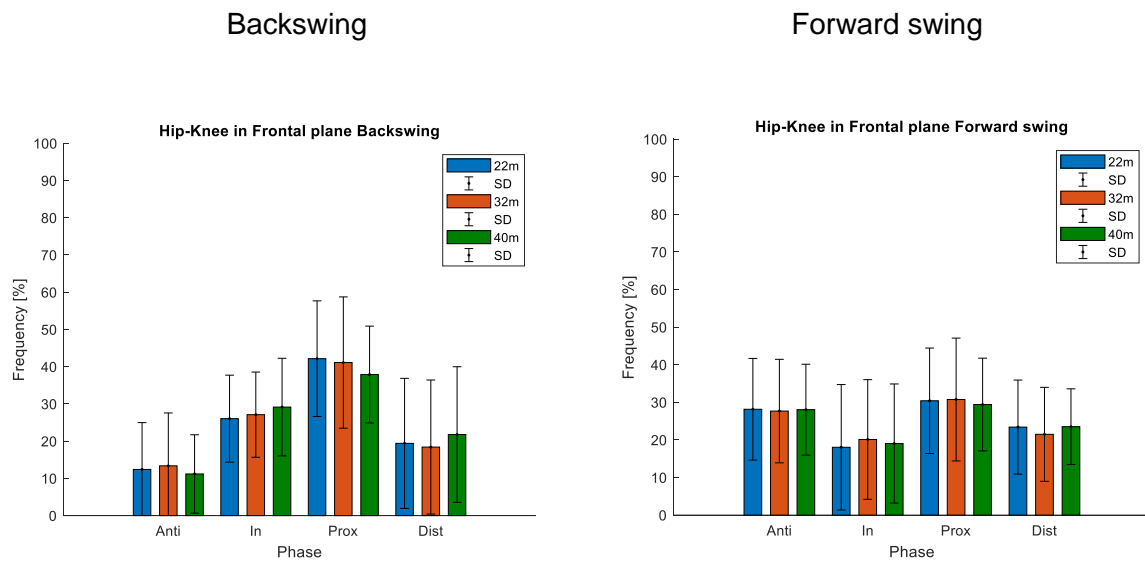 Backswing
Forward swing
Hip-Knee in Frontal plane Backswing
100
90
80
70
60
50
40
30
20
10
0
Frequency [%]
Anti In Prox Dist
Phase
22m
SD
32m
SD
40m
SD
Hip-Knee in Frontal plane Forward swing
100
90
80
70
60
50
40
30
20
10
0
Frequency [%]
Anti In Prox Dist
Phase
22m
SD
32m
SD
40m
SD